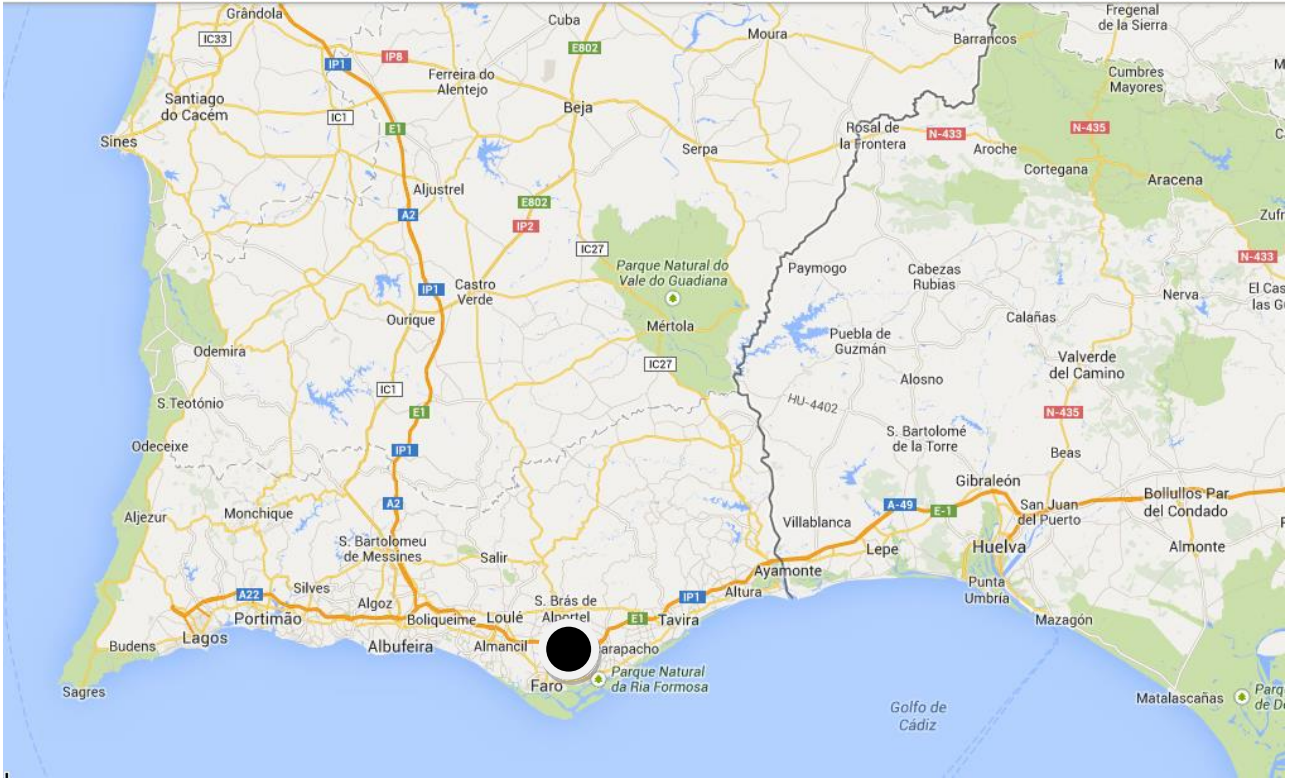 Grândola
Cuba
Moura
Barrancos
Fregenal
de la Sierra
IC33
IP8
E802
IP1
Ferreira do
Alentejo
Cumbres
Mayores
Santiago
do Cacém
IC1
Beja
E1
Sines
Serpa
Rosal de
la Frontera
N-433
N-435
Aroche
Cortegana
Aracena
Aljustrel
E802
A2
IP2
IC27
N-433
Parque Natural do
Vale do Guadiana
Paymogo
Cabezas
Rubias
IP1
Castro
Verde
Nerva
Ourique
Mértola
Puebla de
Guzmán
Calañas
Odemira
IC27
Valverde
del Camino
IC1
Alosno
S.Teotónio
E1
HU-4402
N-435
Odeceixe
IP1
S. Bartolomé
de la Torre
Beas
Gibraleón
A2
A-49
E-1
San Juan
del Puerto
Bollullos Par
del Condado
Aljezur
Monchique
Villablanca
S. Bartolomeu
de Messines
Salir
Lepe
Huelva
Almonte
Ayamonte
Silves
A22
Algoz
S. Brás de
Alportel
IP1
Altura
Punta
Umbría
Portimão
Boliqueime
Loulé
E1
Tavira
Mazagón
Budens
Lagos
Albufeira
Almancil
arapacho
Sagres
Faro
Parque Natural
da Ria Formosa
Matalascañas
Golfo de
Cádiz